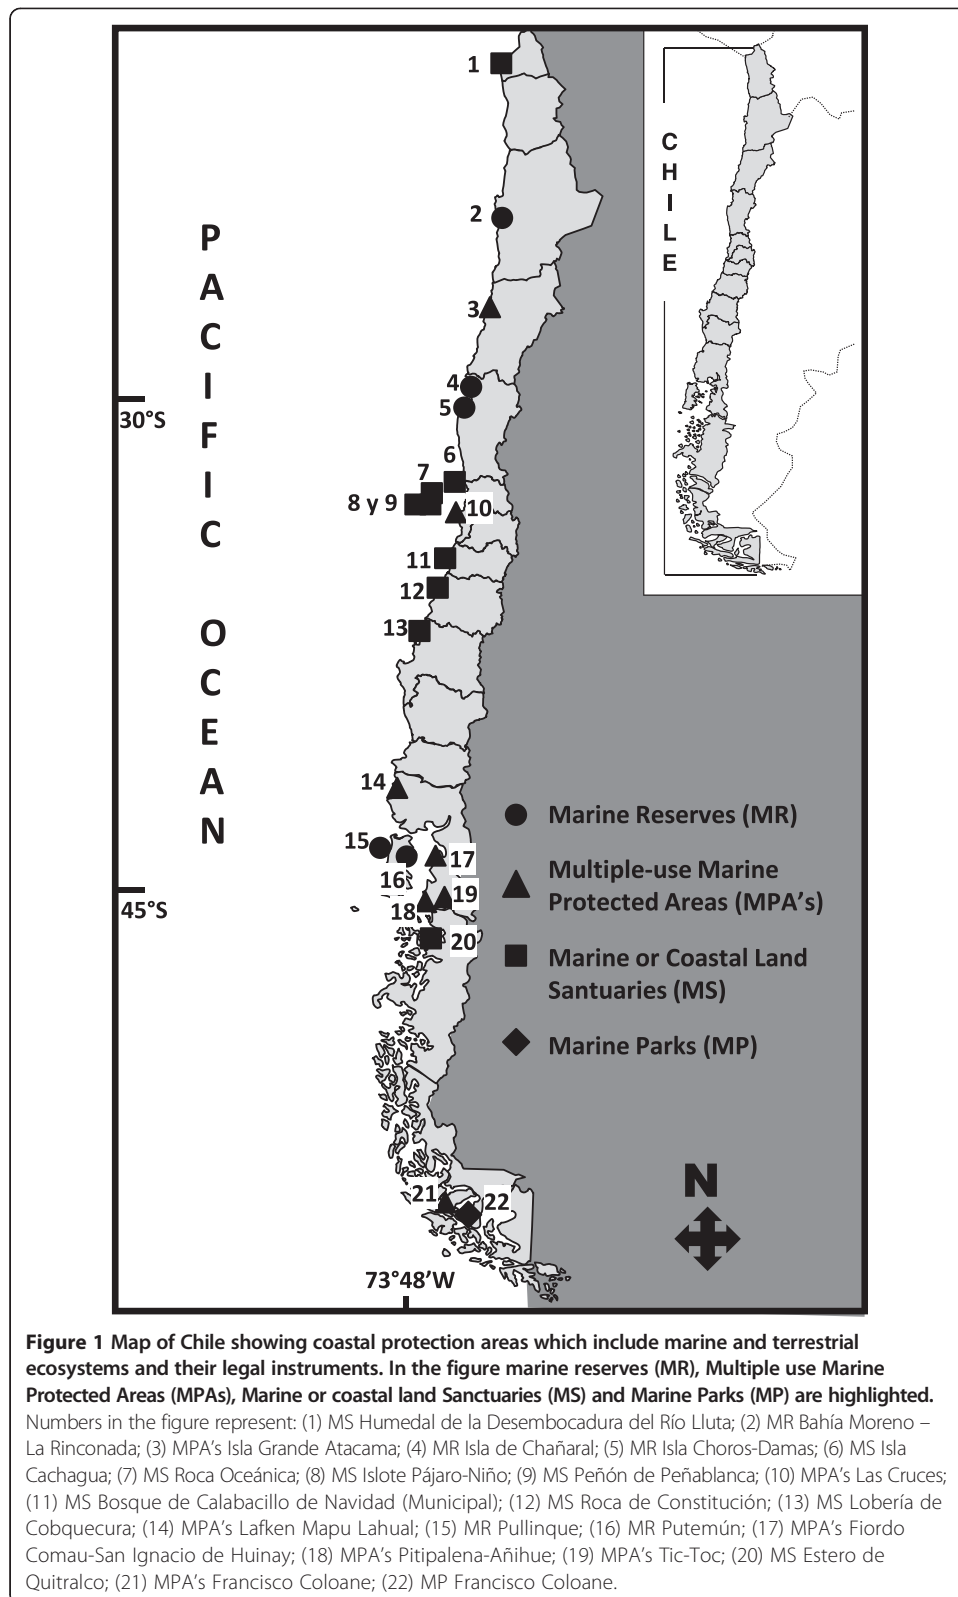 1
2
3
4
5
6
7
8 y 9
10
11
12
13
14
15
16
17
18
19
20
21
22
PACIFIC OCEAN
30°S
45°S
73°48'W
CHILE
Marine Reserves (MR)
Multiple-use Marine
Protected Areas (MPA's)
Marine or Coastal Land
Santuaries (MS)
Marine Parks (MP)
N
Figure 1 Map of Chile showing coastal protection areas which include marine and terrestrial
ecosystems and their legal instruments. In the figure marine reserves (MR), Multiple use Marine
Protected Areas (MPAs), Marine or coastal land Sanctuaries (MS) and Marine Parks (MP) are highlighted.
Numbers in the figure represent: (1) MS Humedal de la Desembocadura del Río Lluta; (2) MR Bahía Moreno –
La Rinconada; (3) MPA's Isla Grande Atacama; (4) MR Isla de Chañaral; (5) MR Isla Choros-Damas; (6) MS Isla
Cachagua; (7) MS Roca Oceánica; (8) MS Islote Pájaro-Niño; (9) MS Peñón de Peñablanca; (10) MPA's Las Cruces;
(11) MS Bosque de Calabacillo de Navidad (Municipal); (12) MS Roca de Constitución; (13) MS Lobería de
Cobquecura; (14) MPA's Lafken Mapu Lahual; (15) MR Pullinque; (16) MR Putemún; (17) MPA's Fiordo
Comau-San Ignacio de Huinay; (18) MPA's Pitipalena-Añihue; (19) MPA's Tic-Toc; (20) MS Estero de
Quitralco; (21) MPA's Francisco Coloane; (22) MP Francisco Coloane.